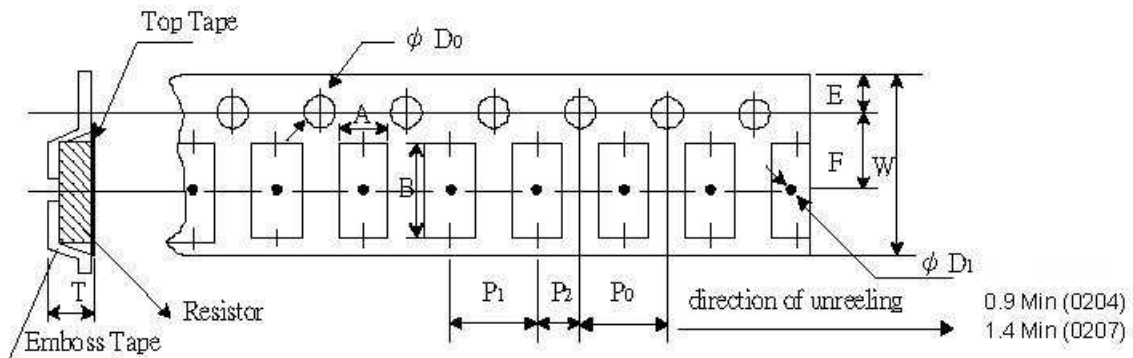 Top Tape
ϕ D₀
A
E
F
W
B
ϕ D₁
T
P₁
P₂
P₀
direction of unreeling
0.9 Min (0204)
Resistor
1.4 Min (0207)
Emboss Tape